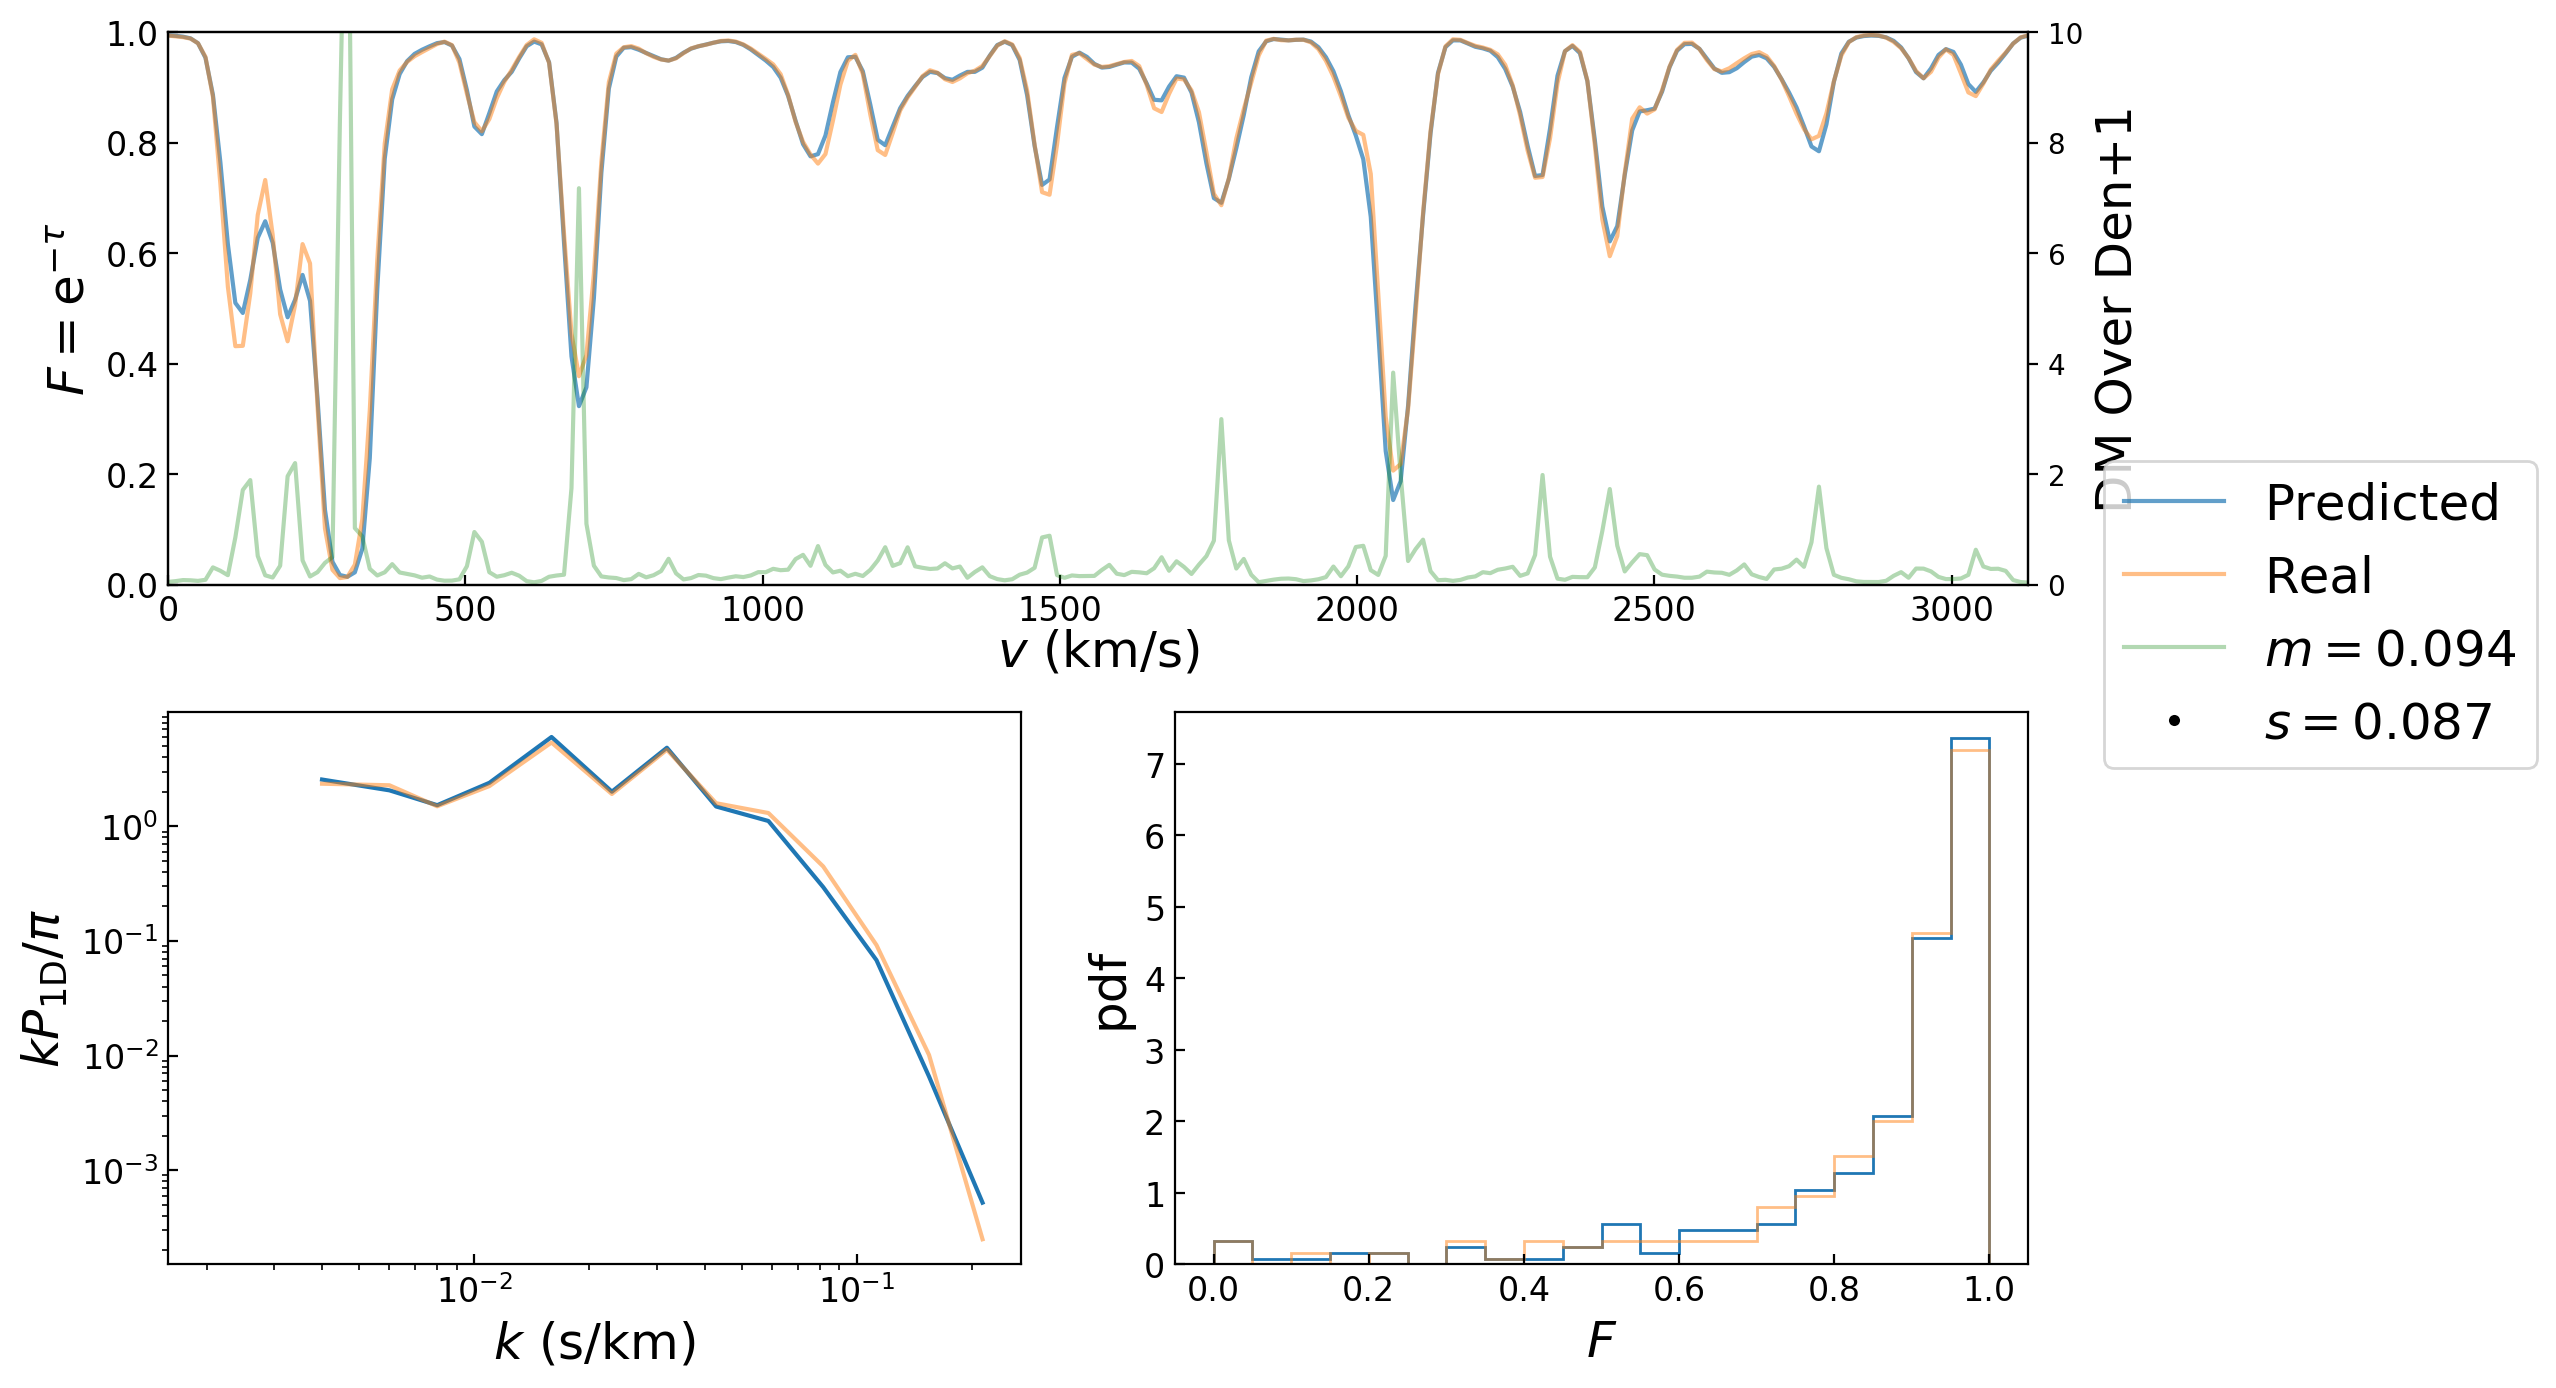 1.0
0.8
0.6
0.4
0.2
0.0
F = e^{-τ}
10
8
6
4
2
0
DM Over Den+1
0 500 1000 1500 2000 2500 3000
v (km/s)
Predicted
Real
m = 0.094
s = 0.087
10^0
10^{-1}
10^{-2}
10^{-3}
kP_{1D}/π
10^{-2} 10^{-1}
k (s/km)
7
6
5
4
3
2
1
0
pdf
0.0 0.2 0.4 0.6 0.8 1.0
F